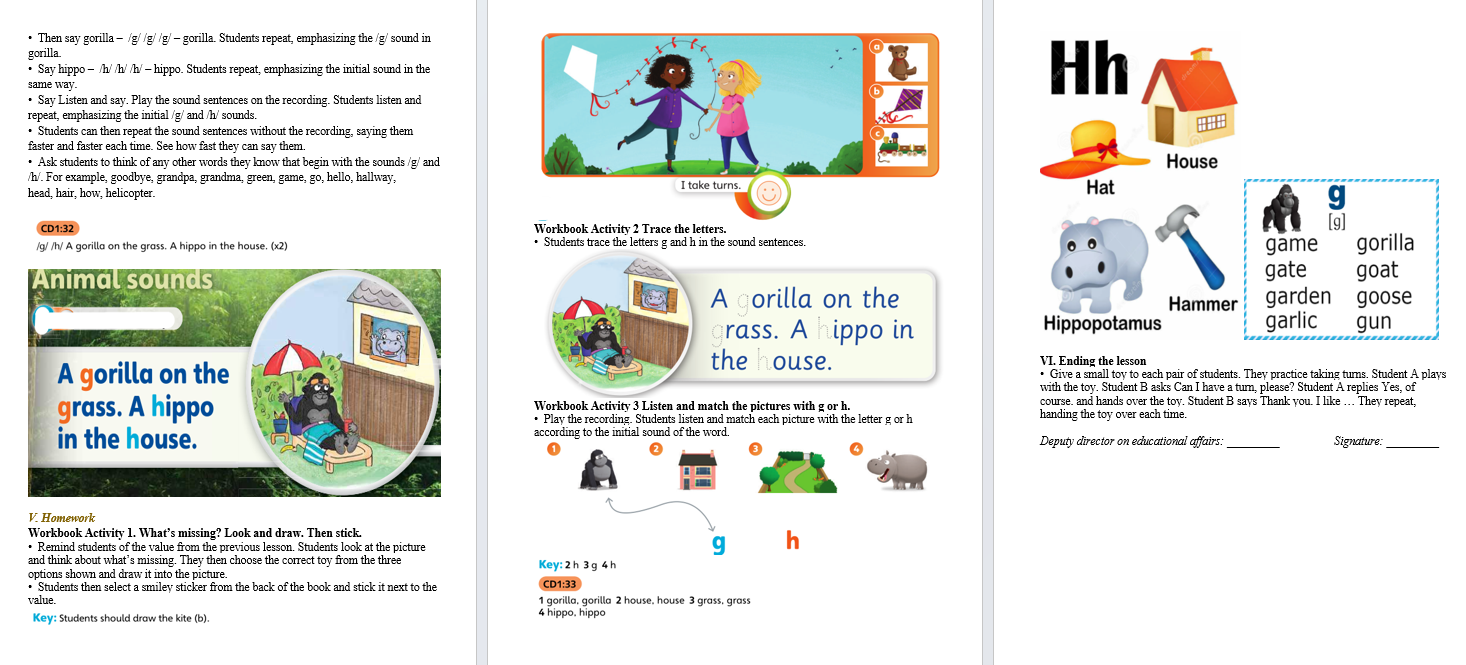 • Then say gorilla – /g/ /g/ /g/ – gorilla. Students repeat, emphasizing the /g/ sound in
gorilla.
• Say hippo – /h/ /h/ /h/ – hippo. Students repeat, emphasizing the initial sound in the
same way.
• Say Listen and say. Play the sound sentences on the recording. Students listen and
repeat, emphasizing the initial /g/ and /h/ sounds.
• Students can then repeat the sound sentences without the recording, saying them
faster and faster each time. See how fast they can say them.
• Ask students to think of any other words they know that begin with the sounds /g/ and
/h/. For example, goodbye, grandpa, grandma, green, game, go, hello, hallway,
head, hair, how, helicopter.
CD1:32
/g/ /h/ A gorilla on the grass. A hippo in the house. (x2)
Animal sounds
A gorilla on the
grass. A hippo
in the house.
V. Homework
Workbook Activity 1. What's missing? Look and draw. Then stick.
• Remind students of the value from the previous lesson. Students look at the picture
and think about what's missing. They then choose the correct toy from the three
options shown and draw it into the picture.
• Students then select a smiley sticker from the back of the book and stick it next to the
value.
Key: Students should draw the kite (b).
a
b
c
I take turns.
Workbook Activity 2 Trace the letters.
• Students trace the letters g and h in the sound sentences.
A gorilla on the
grass. A hippo in
the house.
Workbook Activity 3 Listen and match the pictures with g or h.
• Play the recording. Students listen and match each picture with the letter g or h
according to the initial sound of the word.
1 2 3 4
g h
Key: 2 h 3 g 4 h
CD1:33
1 gorilla, gorilla 2 house, house 3 grass, grass
4 hippo, hippo
Hh
House
Hat
Hammer
Hippopotamus
g
[g]
game gorilla
gate goat
garden goose
garlic gun
VI. Ending the lesson
• Give a small toy to each pair of students. They practice taking turns. Student A plays
with the toy. Student B asks Can I have a turn, please? Student A replies Yes, of
course. and hands over the toy. Student B says Thank you. I like … They repeat,
handing the toy over each time.
Deputy director on educational affairs: _________ Signature: _________